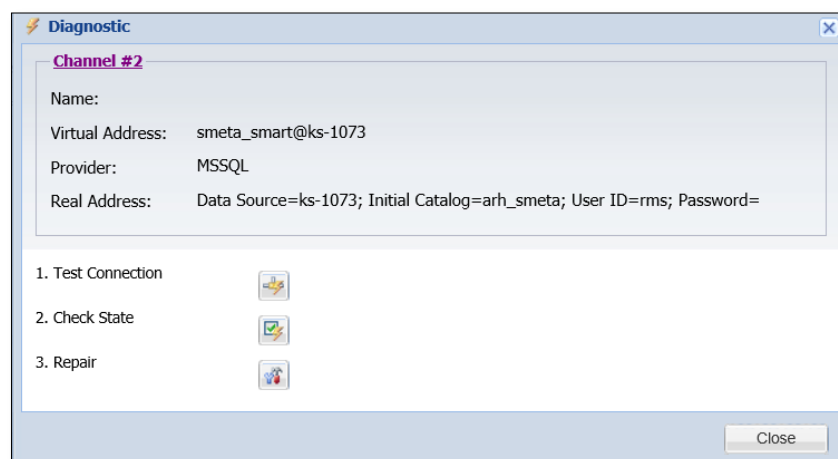 Diagnostic
Channel #2
Name:
Virtual Address: smeta_smart@ks-1073
Provider: MSSQL
Real Address: Data Source=ks-1073; Initial Catalog=arh_smeta; User ID=rms; Password=
1. Test Connection
2. Check State
3. Repair
Close